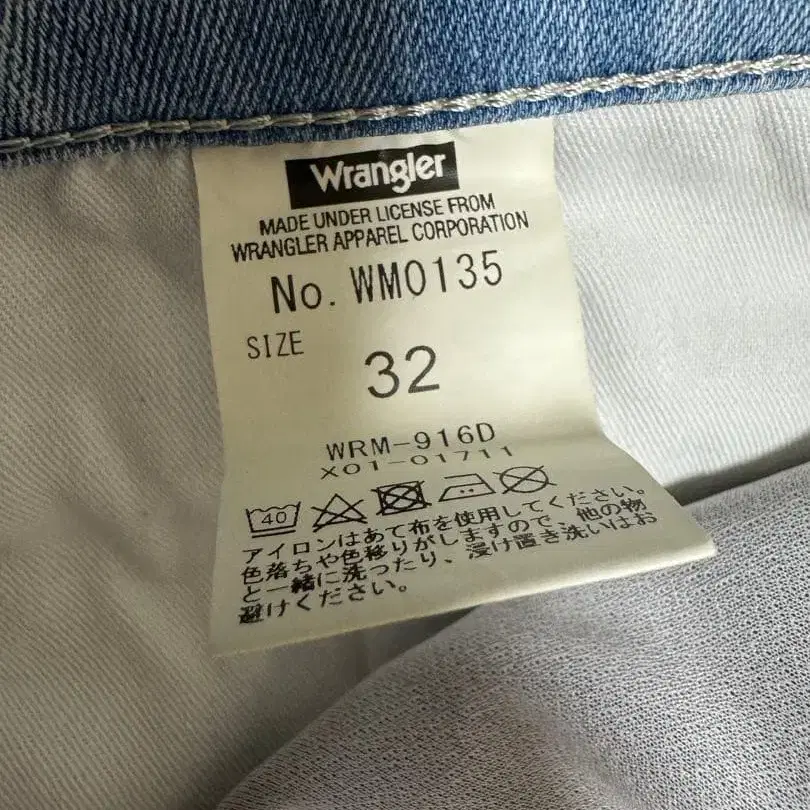 Wrangler
MADE UNDER LICENSE FROM
WRANGLER APPAREL CORPORATION
No. WM0135
SIZE
32
WRM-916D
X01-01711
40
アイロンはあて布を使用してください。
色落ちや色移りがしますので、他の物
と一緒に洗ったり、浸け置き洗いはお
避けください。